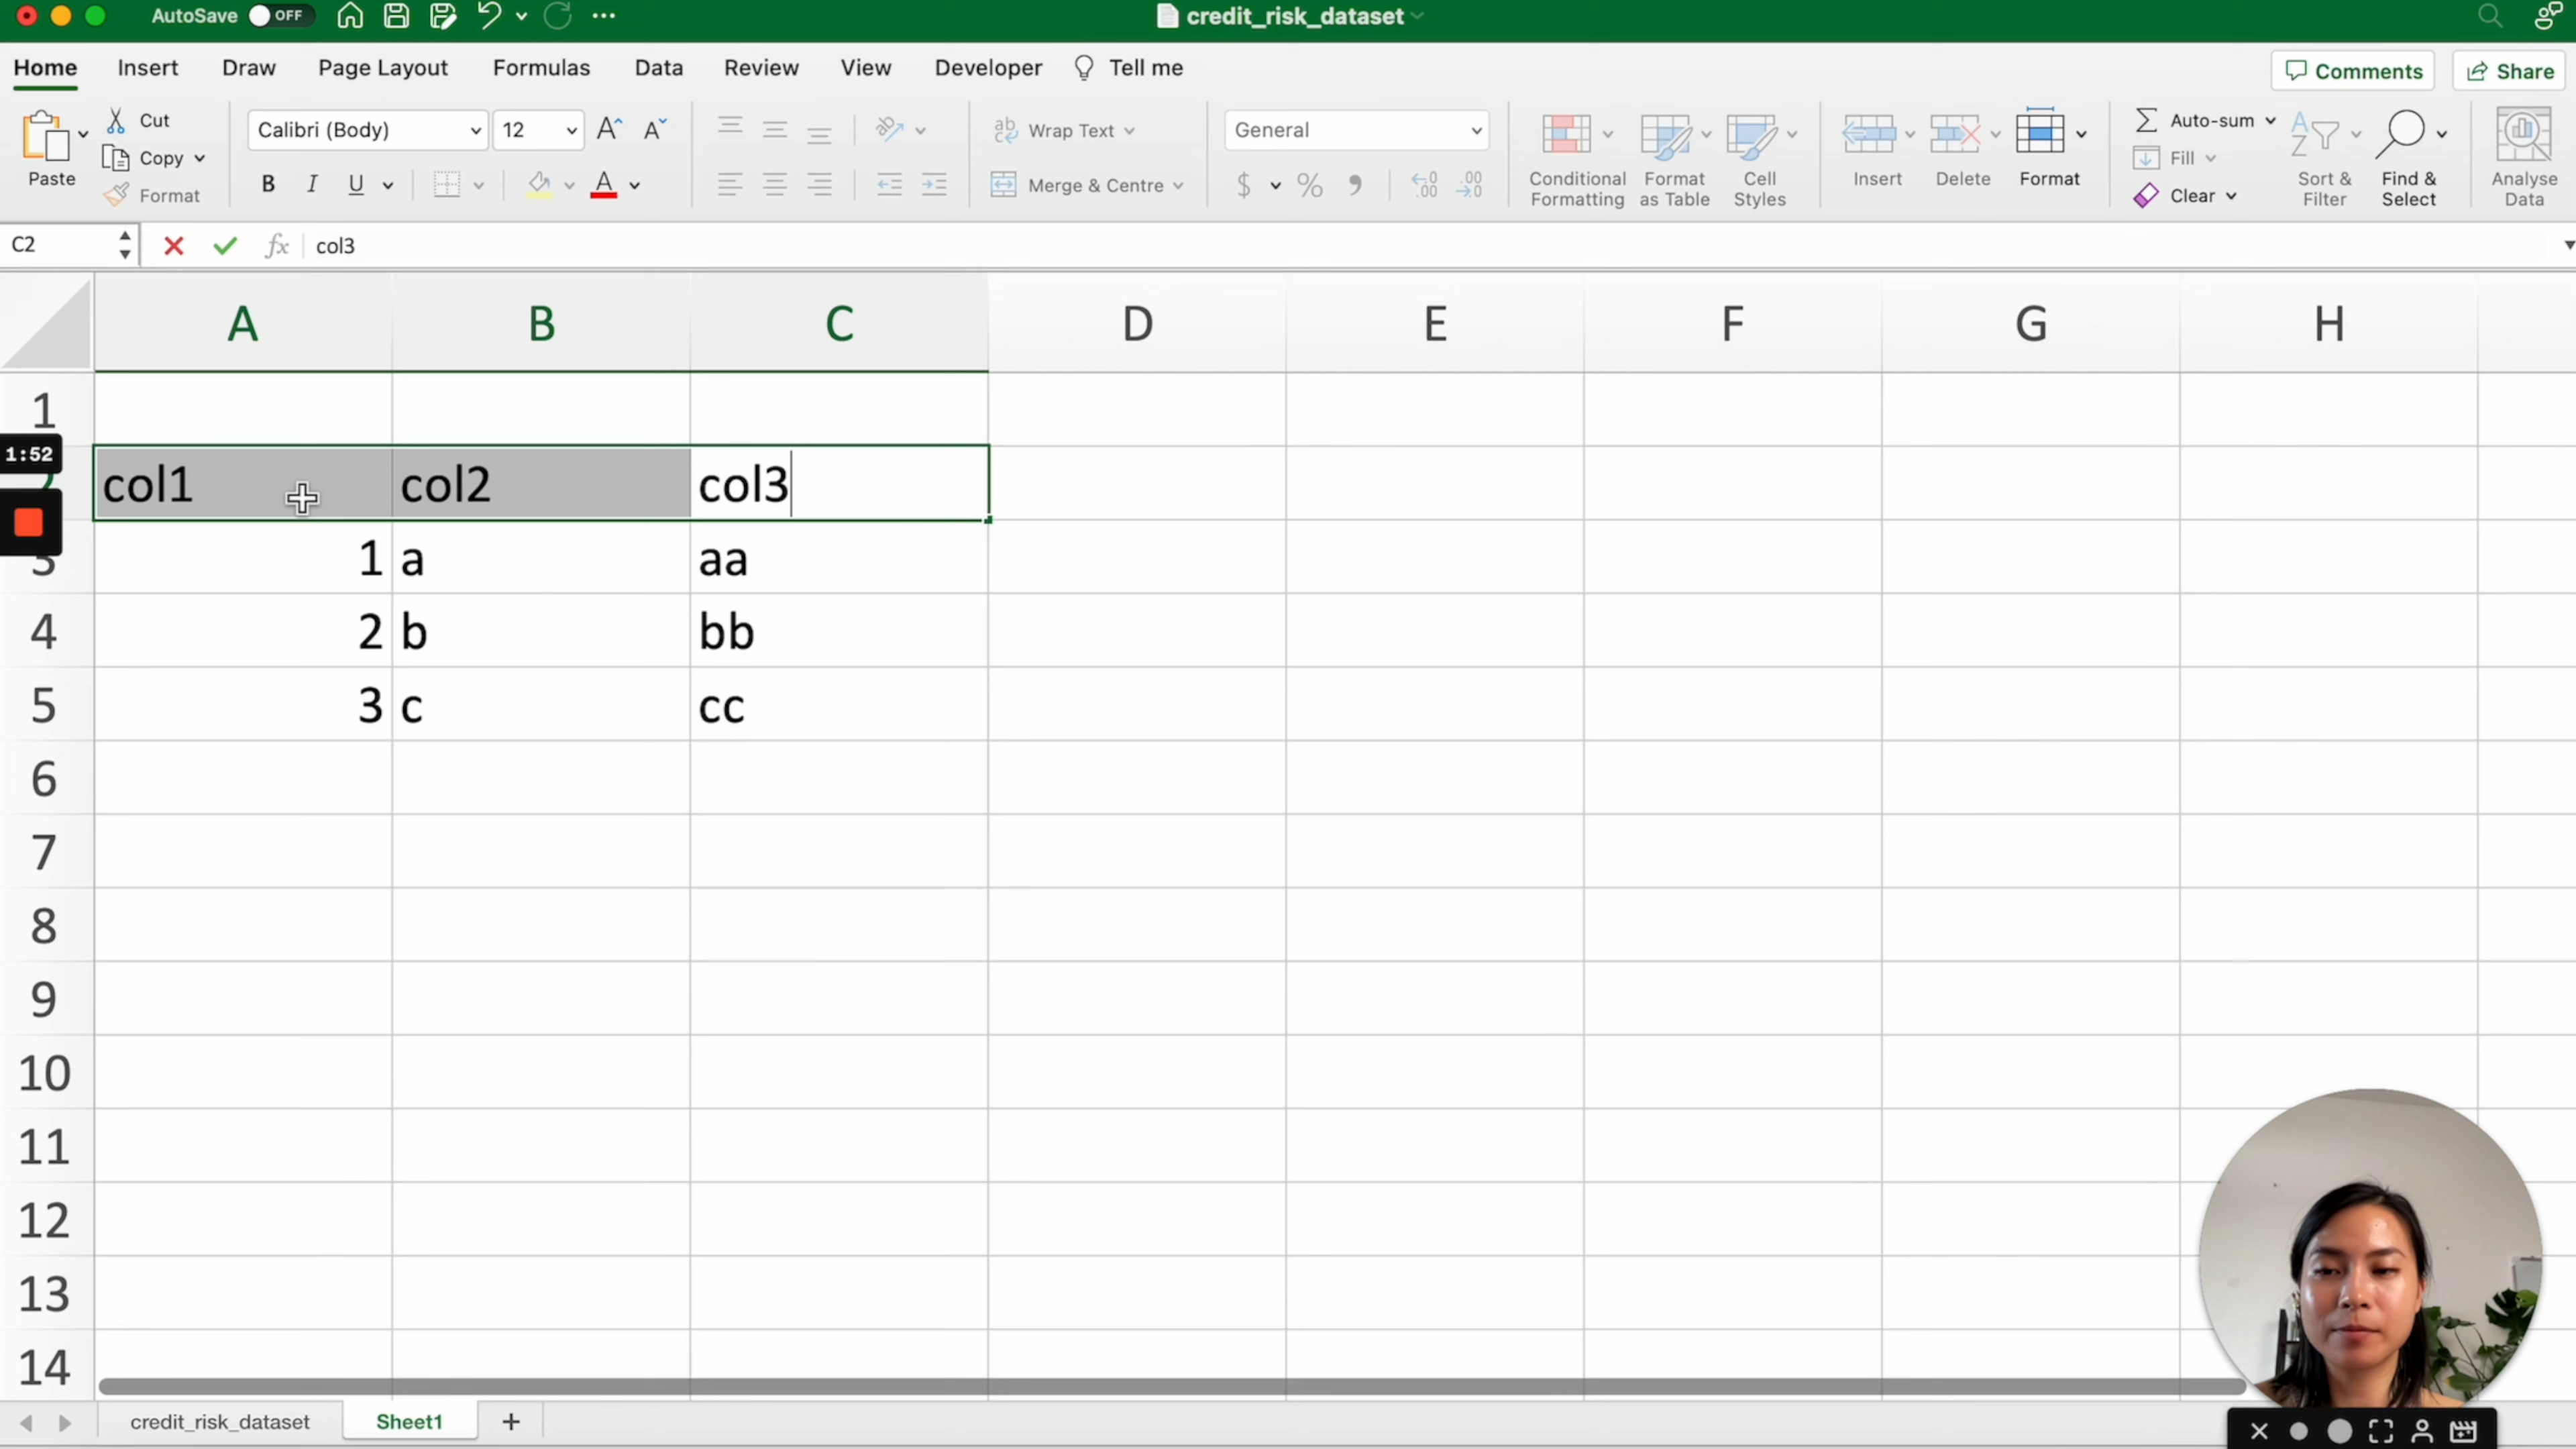 AutoSave OFF
credit_risk_dataset
Home Insert Draw Page Layout Formulas Data Review View Developer Tell me
Comments Share
Paste
Cut
Copy
Format
Calibri (Body) 12
B I U
Wrap Text
Merge & Centre
General
Conditional Formatting
Format as Table
Cell Styles
Insert
Delete
Format
Auto-sum
Fill
Clear
Sort & Filter
Find & Select
Analyse Data
C2 fx col3
A B C D E F G H
1
1:52
2 col1 col2 col3
3 1 a aa
4 2 b bb
5 3 c cc
6
7
8
9
10
11
12
13
14
credit_risk_dataset Sheet1 +